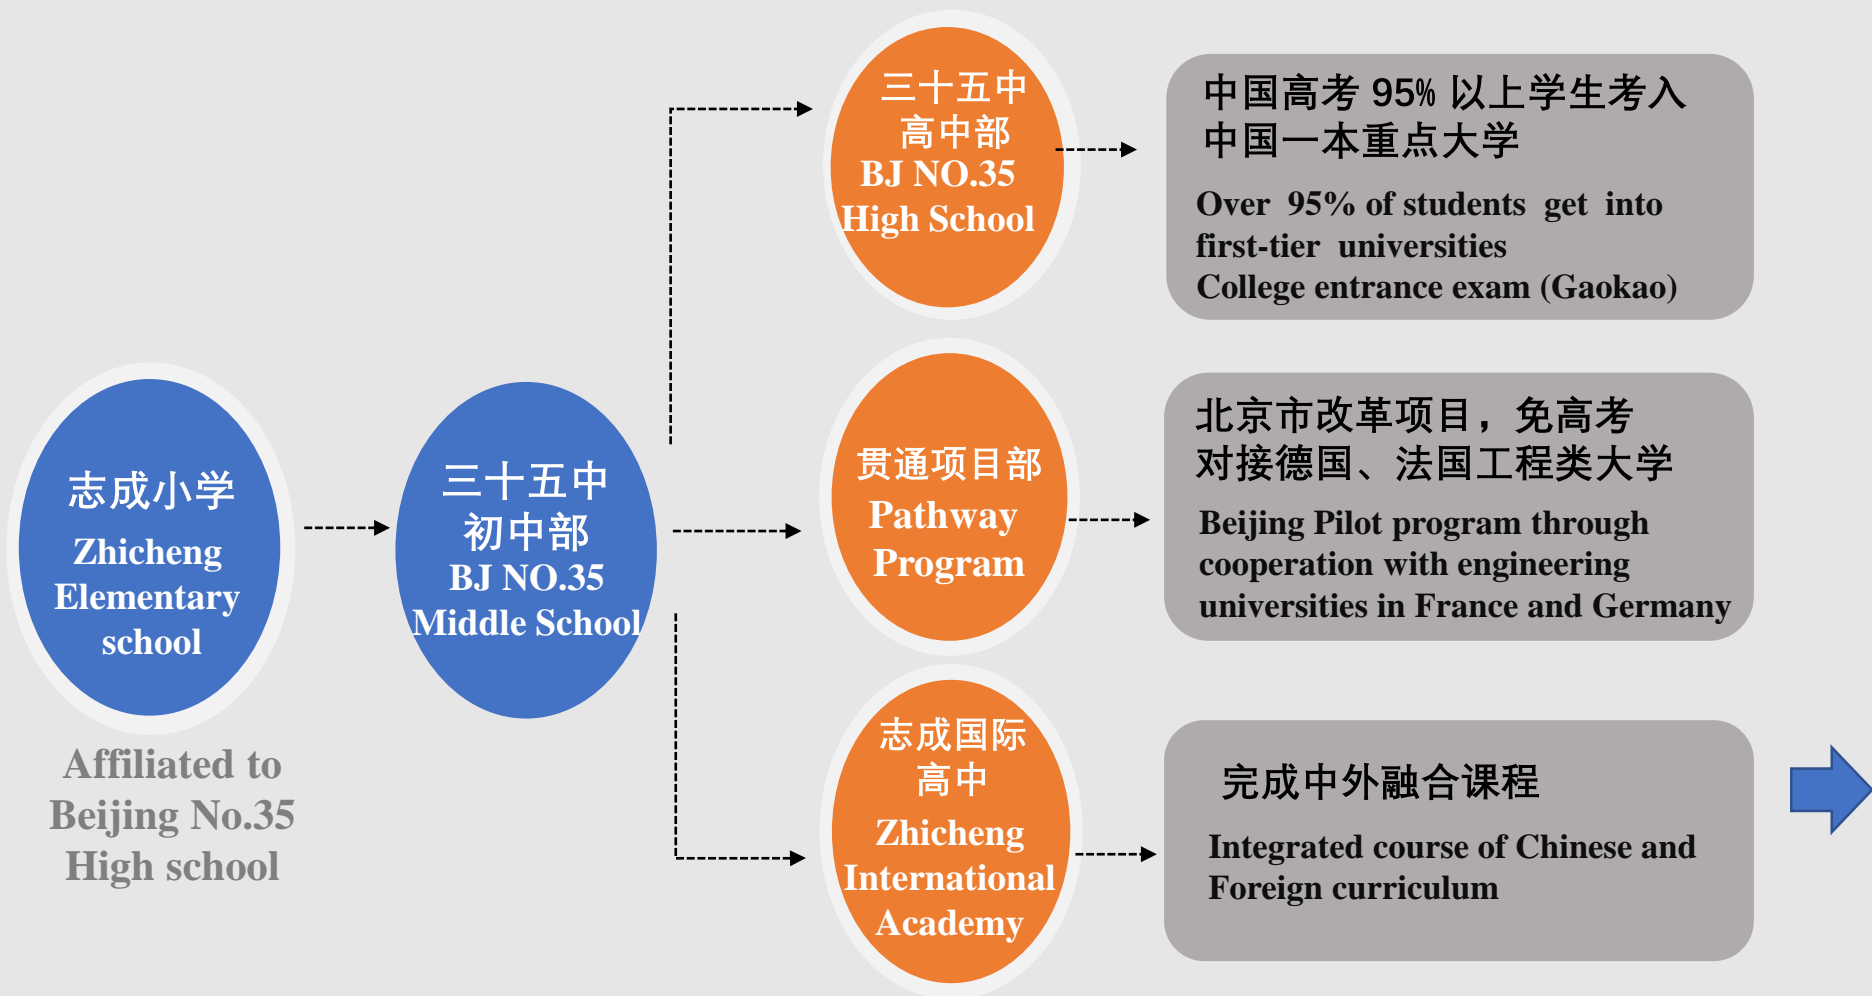 志成小学
Zhicheng
Elementary
school
Affiliated to
Beijing No.35
High school
三十五中
初中部
BJ NO.35
Middle School
三十五中
高中部
BJ NO.35
High School
中国高考 95% 以上学生考入
中国一本重点大学
Over 95% of students get into
first-tier universities
College entrance exam (Gaokao)
贯通项目部
Pathway
Program
北京市改革项目，免高考
对接德国、法国工程类大学
Beijing Pilot program through
cooperation with engineering
universities in France and Germany
志成国际
高中
Zhicheng
International
Academy
完成中外融合课程
Integrated course of Chinese and
Foreign curriculum